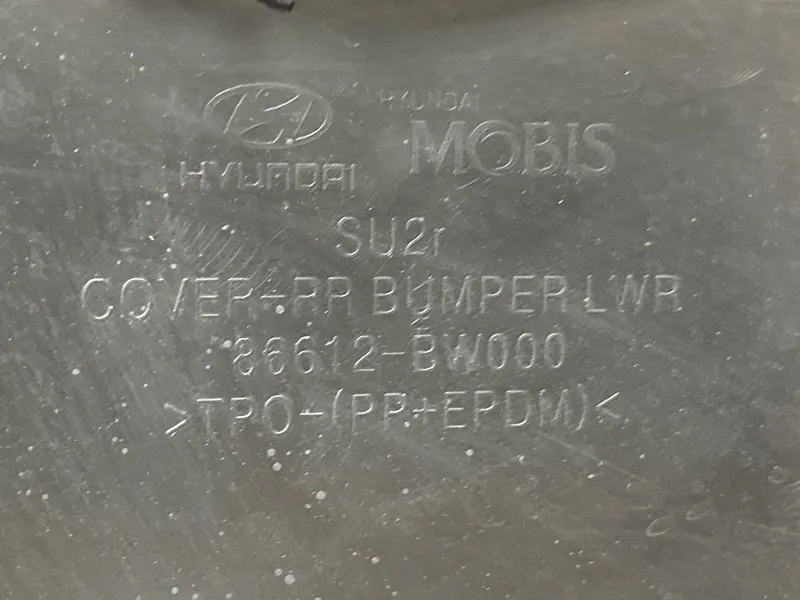 HYUNDAI
HYUNDAI
MOBIS
SU2r
COVER-RR BUMPER LWR
86612-BW000
>TPO-(PP+EPDM)<